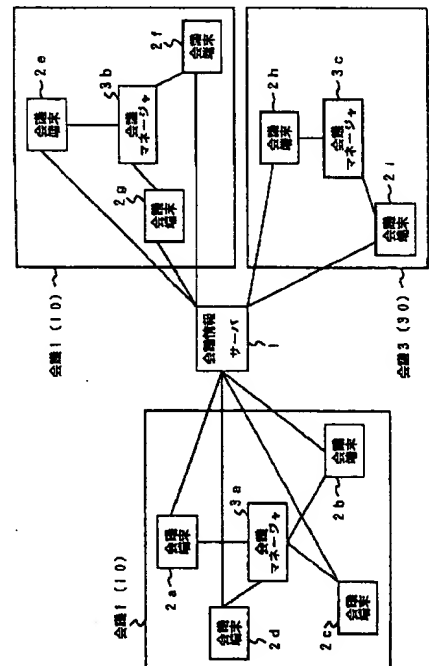 会議1(10)
2e
会議端末
3b
会議マネージャ
2f
会議端末
2g
会議端末
会議3(30)
2h
会議端末
3c
会議マネージャ
2i
会議端末
会議情報サーバ
1
会議1(10)
2a
会議端末
3a
会議マネージャ
2b
会議端末
2c
会議端末
2d
会議端末